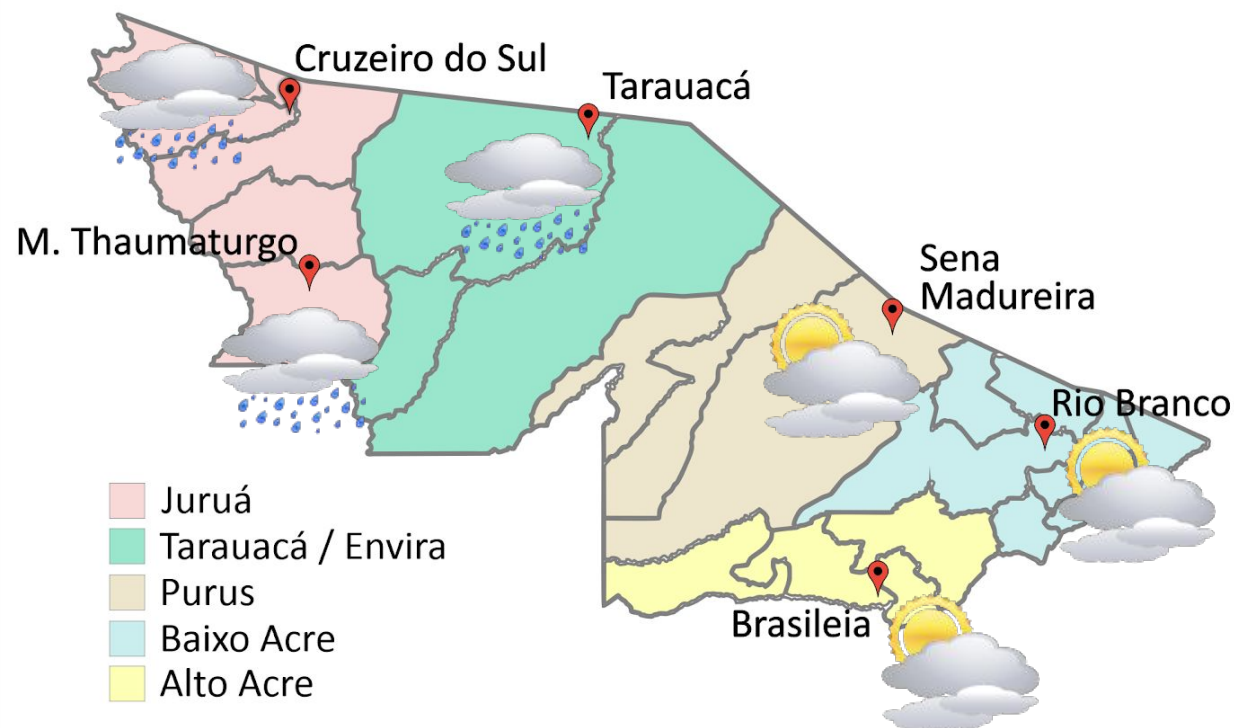 Cruzeiro do Sul
Tarauacá
M. Thaumaturgo
Sena
Madureira
Rio Branco
Brasileia
Juruá
Tarauacá / Envira
Purus
Baixo Acre
Alto Acre